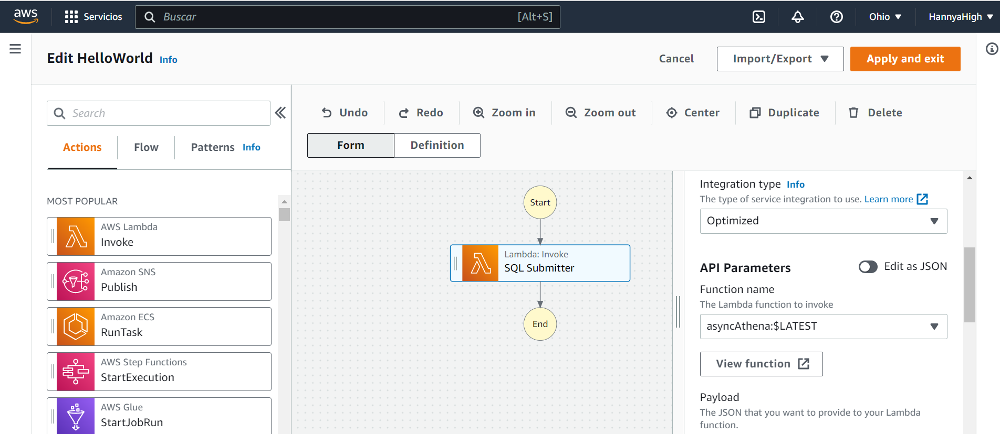 aws
Servicios
Buscar
[Alt+S]
Ohio
HannyaHigh
Edit HelloWorld Info
Cancel
Import/Export
Apply and exit
Search
Undo
Redo
Zoom in
Zoom out
Center
Duplicate
Delete
Actions
Flow
Patterns Info
Form
Definition
MOST POPULAR
AWS Lambda
Invoke
Amazon SNS
Publish
Amazon ECS
RunTask
AWS Step Functions
StartExecution
AWS Glue
StartJobRun
Start
Lambda: Invoke
SQL Submitter
End
Integration type Info
The type of service integration to use. Learn more
Optimized
API Parameters
Edit as JSON
Function name
The Lambda function to invoke
asyncAthena:$LATEST
View function
Payload
The JSON that you want to provide to your Lambda
function.